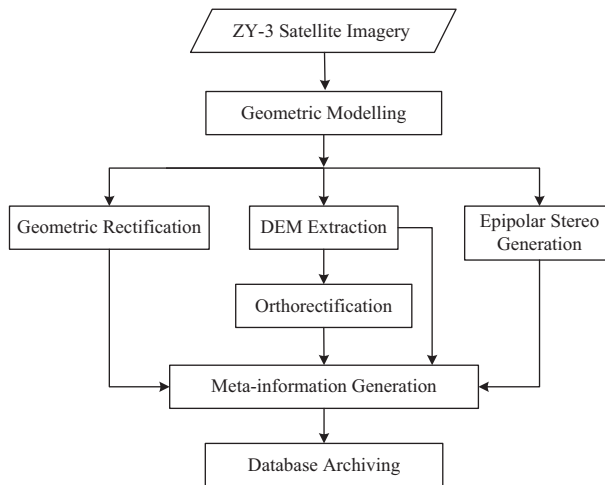 ZY-3 Satellite Imagery
Geometric Modelling
Geometric Rectification
DEM Extraction
Epipolar Stereo
Generation
Orthorectification
Meta-information Generation
Database Archiving